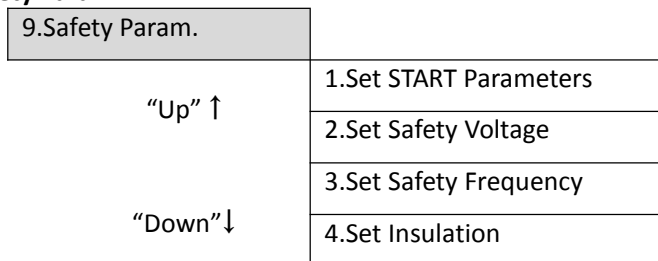 9.Safety Param.
“Up” ↑
1.Set START Parameters
2.Set Safety Voltage
3.Set Safety Frequency
“Down”↓
4.Set Insulation